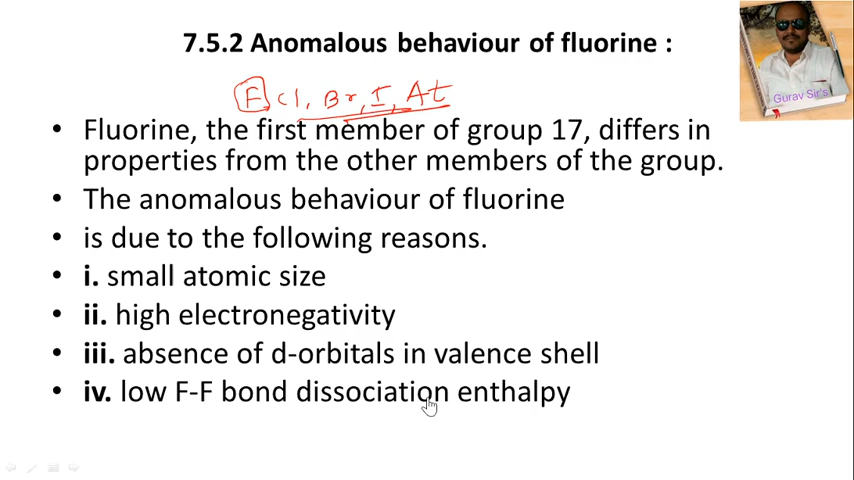 7.5.2 Anomalous behaviour of fluorine :
F Cl, Br, I, At
• Fluorine, the first member of group 17, differs in
properties from the other members of the group.
• The anomalous behaviour of fluorine
• is due to the following reasons.
• i. small atomic size
• ii. high electronegativity
• iii. absence of d-orbitals in valence shell
• iv. low F-F bond dissociation enthalpy
Gurav Sir's